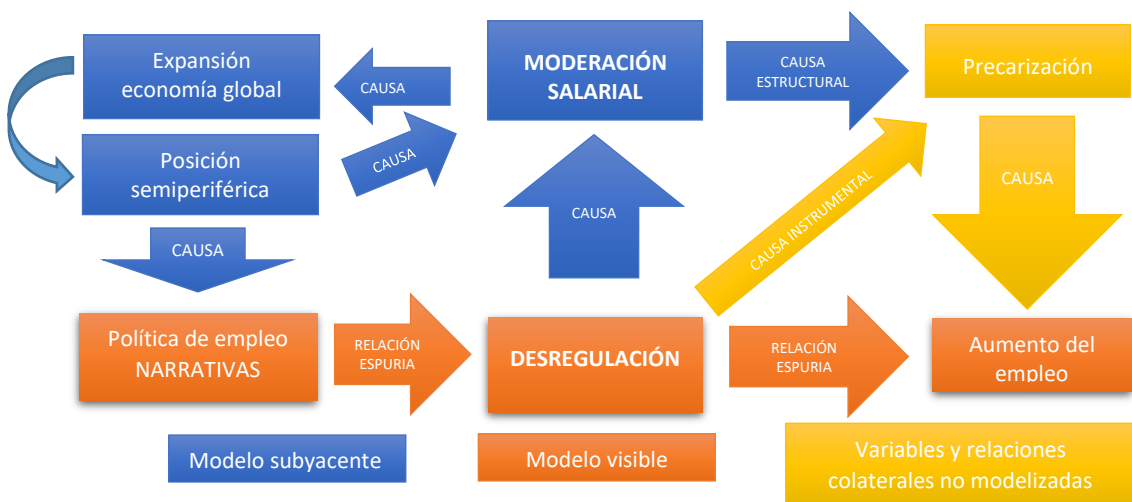 Expansión
economía global
CAUSA
MODERACIÓN
SALARIAL
CAUSA
ESTRUCTURAL
Precarización
Posición
semiperiférica
CAUSA
CAUSA
CAUSA
CAUSA INSTRUMENTAL
CAUSA
Política de empleo
NARRATIVAS
RELACIÓN
ESPURIA
DESREGULACIÓN
RELACIÓN
ESPURIA
Aumento del
empleo
Modelo subyacente
Modelo visible
Variables y relaciones
colaterales no modelizadas